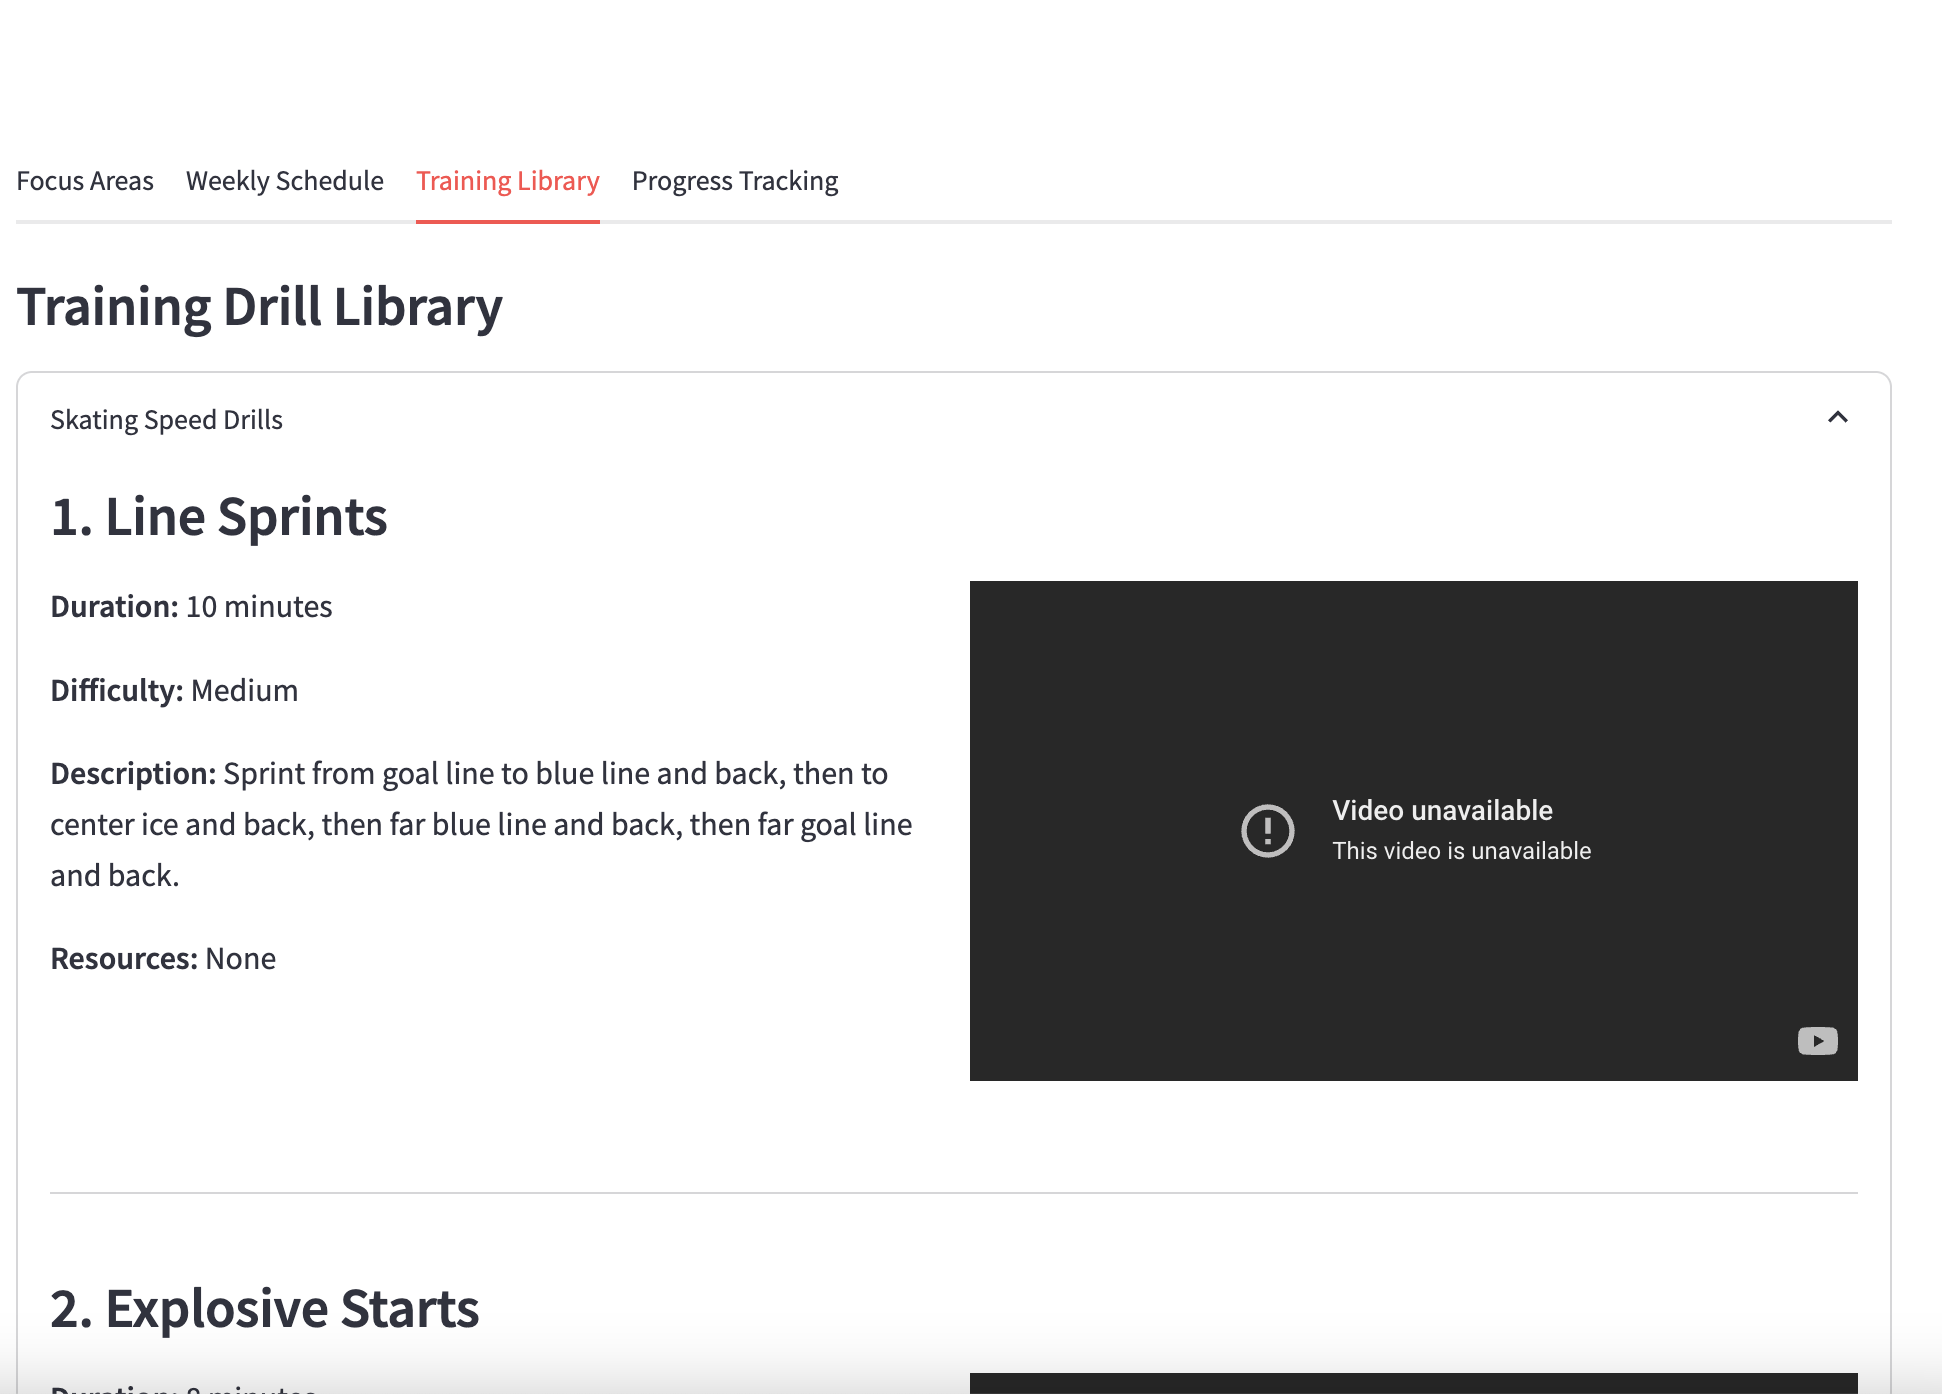 Focus Areas Weekly Schedule Training Library Progress Tracking
Training Drill Library
Skating Speed Drills
1. Line Sprints
Duration: 10 minutes
Difficulty: Medium
Description: Sprint from goal line to blue line and back, then to
center ice and back, then far blue line and back, then far goal line
and back.
Resources: None
Video unavailable
This video is unavailable
2. Explosive Starts
Duration: 8 minutes